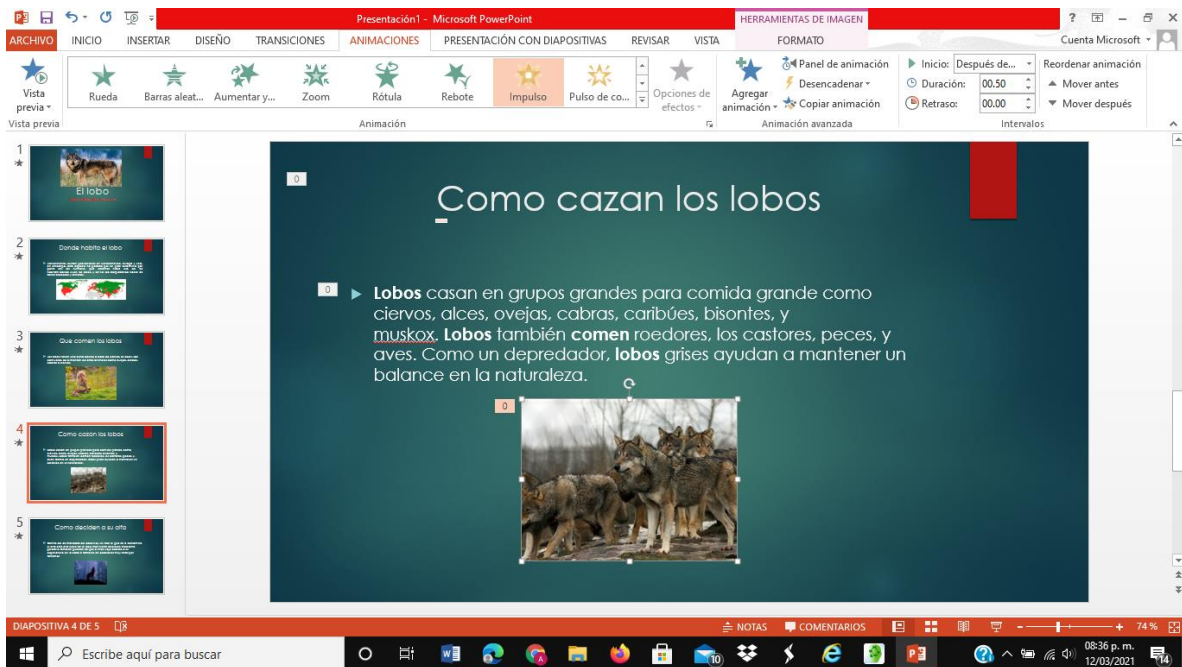 Presentación1 - Microsoft PowerPoint
HERRAMIENTAS DE IMAGEN
?
ARCHIVO INICIO INSERTAR DISEÑO TRANSICIONES ANIMACIONES PRESENTACIÓN CON DIAPOSITIVAS REVISAR VISTA FORMATO Cuenta Microsoft
Vista previa
Rueda Barras aleat... Aumentar y... Zoom Rótula Rebote Impulso Pulso de co...
Opciones de efectos
Agregar animación
Panel de animación
Desencadenar
Copiar animación
Inicio: Después de...
Duración: 00.50
Retraso: 00.00
Reordenar animación
Mover antes
Mover después
Vista previa Animación Animación avanzada Intervalos
1
El lobo
2
Donde habita el lobo
3
Que comen los lobos
4
Como cazan los lobos
5
Como deciden a su alfa
0
Como cazan los lobos
0
Lobos casan en grupos grandes para comida grande como
ciervos, alces, ovejas, cabras, caribúes, bisontes, y
muskox. Lobos también comen roedores, los castores, peces, y
aves. Como un depredador, lobos grises ayudan a mantener un
balance en la naturaleza.
0
DIAPOSITIVA 4 DE 5 NOTAS COMENTARIOS 74 %
Escribe aquí para buscar
10
08:36 p. m.
12/03/2021
14